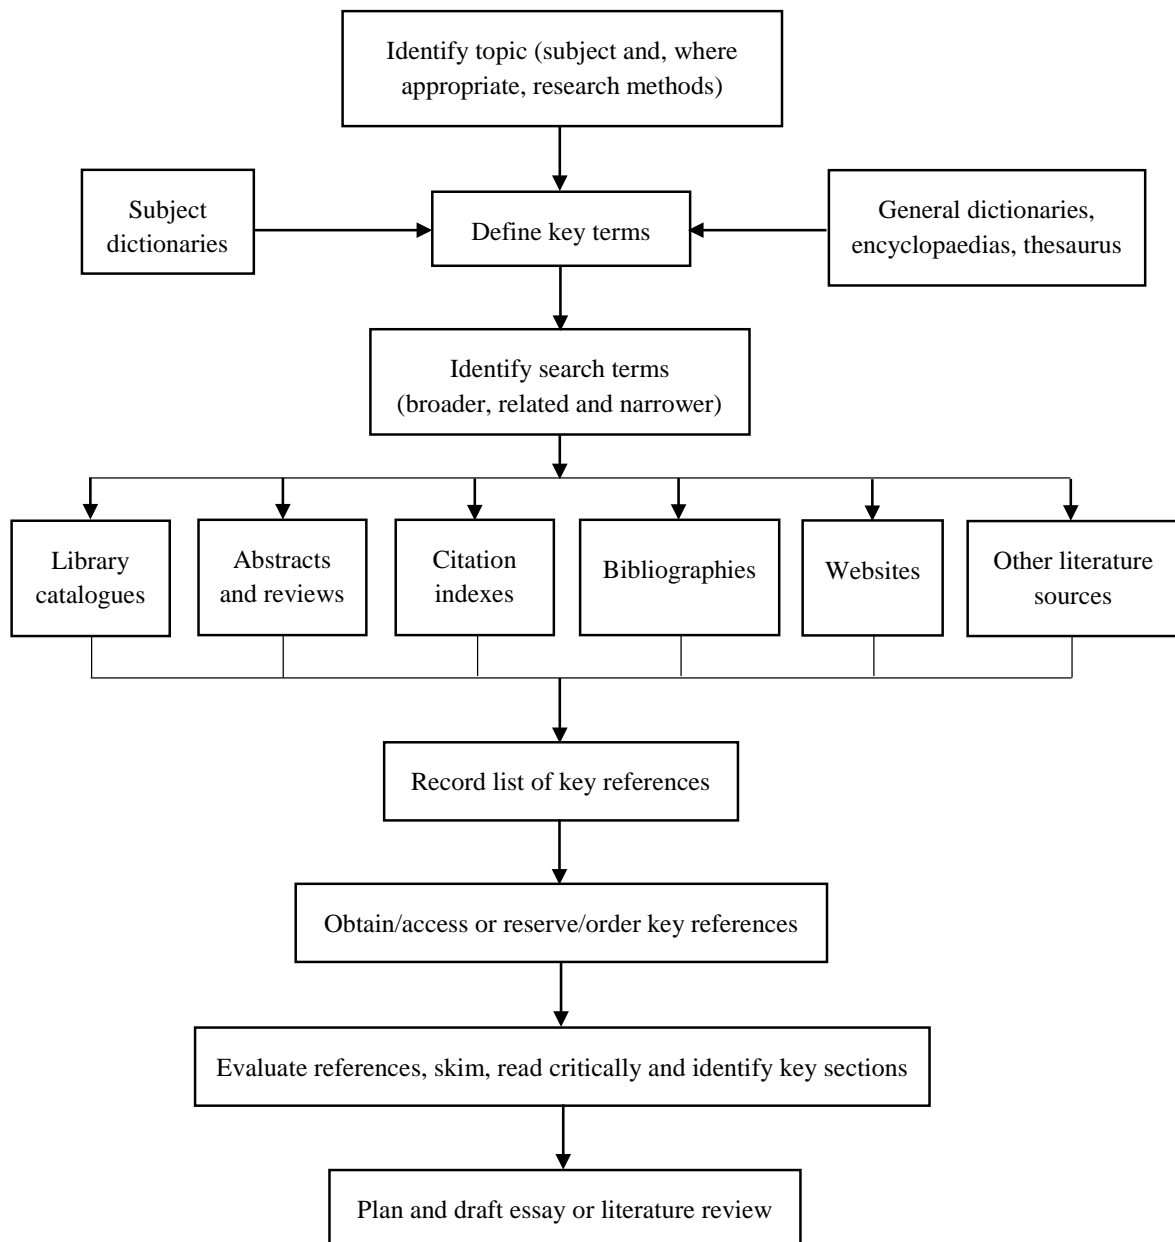 Identify topic (subject and, where
appropriate, research methods)
Subject
dictionaries
Define key terms
General dictionaries,
encyclopaedias, thesaurus
Identify search terms
(broader, related and narrower)
Library
catalogues
Abstracts
and reviews
Citation
indexes
Bibliographies
Websites
Other literature
sources
Record list of key references
Obtain/access or reserve/order key references
Evaluate references, skim, read critically and identify key sections
Plan and draft essay or literature review